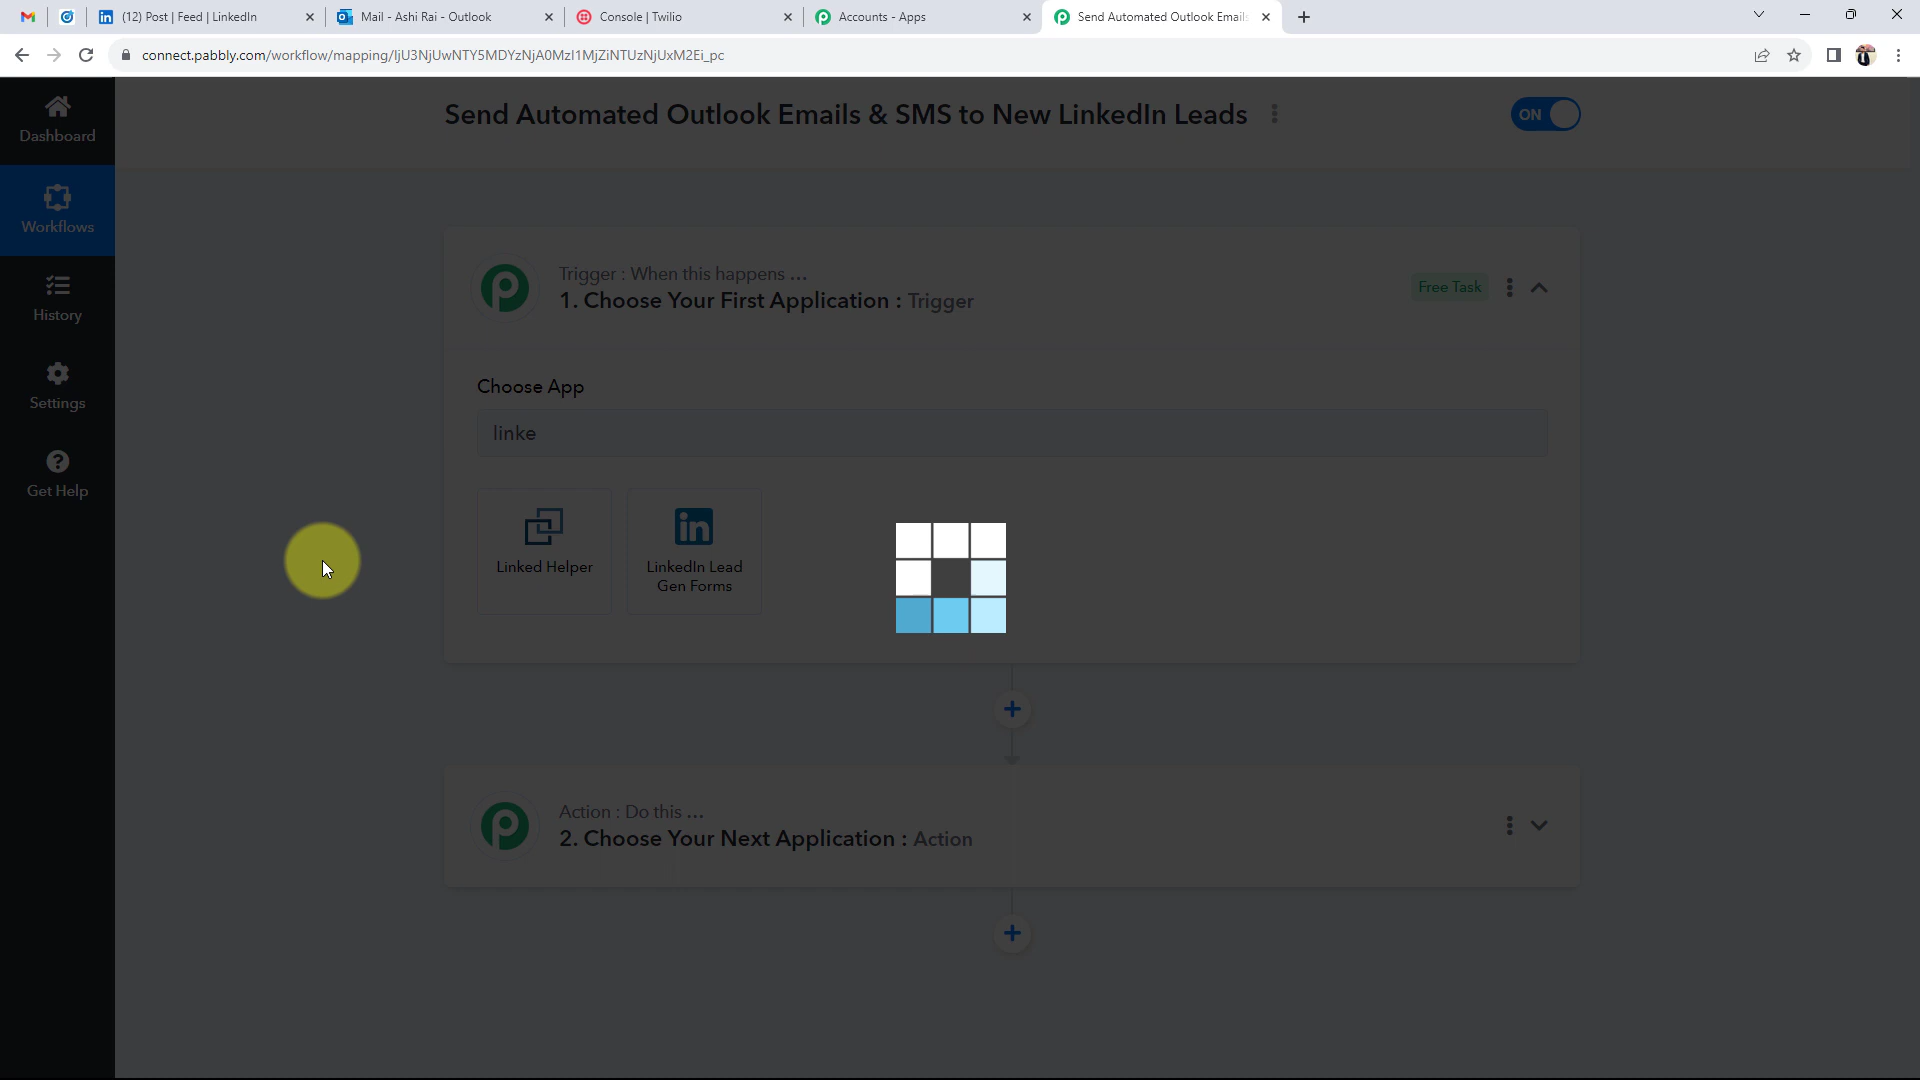 (12) Post | Feed | LinkedIn
Mail - Ashi Rai - Outlook
Console | Twilio
Accounts - Apps
Send Automated Outlook Emails
connect.pabbly.com/workflow/mapping/IjU3NjUwNTY5MDYzNjA0MzI1MjZiNTUzNjUxM2Ei_pc
Dashboard
Workflows
History
Settings
Get Help
Send Automated Outlook Emails & SMS to New LinkedIn Leads
ON
Trigger : When this happens ...
1. Choose Your First Application : Trigger
Free Task
Choose App
linke
Linked Helper
LinkedIn Lead
Gen Forms
Action : Do this ...
2. Choose Your Next Application : Action